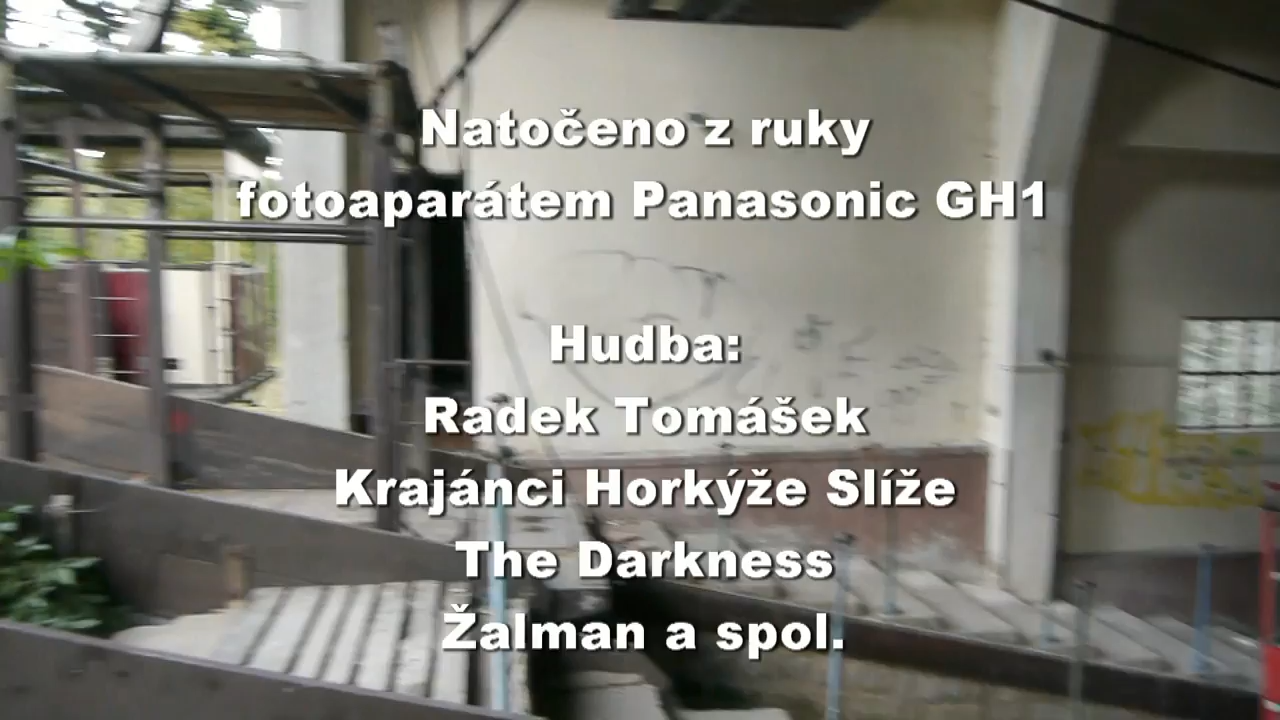 Natočeno z ruky
fotoaparátem Panasonic GH1
Hudba:
Radek Tomášek
Krajánci Horkýže Slíže
The Darkness
Žalman a spol.